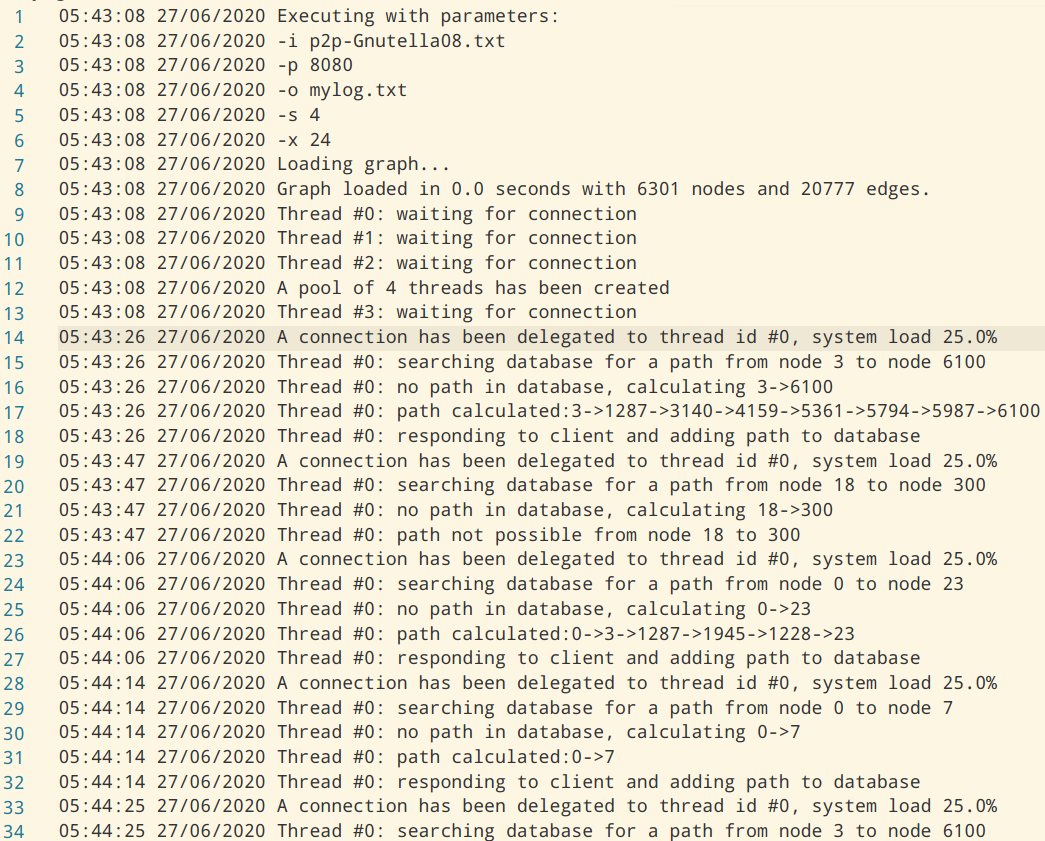 1 05:43:08 27/06/2020 Executing with parameters:
2 05:43:08 27/06/2020 -i p2p-Gnutella08.txt
3 05:43:08 27/06/2020 -p 8080
4 05:43:08 27/06/2020 -o mylog.txt
5 05:43:08 27/06/2020 -s 4
6 05:43:08 27/06/2020 -x 24
7 05:43:08 27/06/2020 Loading graph...
8 05:43:08 27/06/2020 Graph loaded in 0.0 seconds with 6301 nodes and 20777 edges.
9 05:43:08 27/06/2020 Thread #0: waiting for connection
10 05:43:08 27/06/2020 Thread #1: waiting for connection
11 05:43:08 27/06/2020 Thread #2: waiting for connection
12 05:43:08 27/06/2020 A pool of 4 threads has been created
13 05:43:08 27/06/2020 Thread #3: waiting for connection
14 05:43:26 27/06/2020 A connection has been delegated to thread id #0, system load 25.0%
15 05:43:26 27/06/2020 Thread #0: searching database for a path from node 3 to node 6100
16 05:43:26 27/06/2020 Thread #0: no path in database, calculating 3->6100
17 05:43:26 27/06/2020 Thread #0: path calculated:3->1287->3140->4159->5361->5794->5987->6100
18 05:43:26 27/06/2020 Thread #0: responding to client and adding path to database
19 05:43:47 27/06/2020 A connection has been delegated to thread id #0, system load 25.0%
20 05:43:47 27/06/2020 Thread #0: searching database for a path from node 18 to node 300
21 05:43:47 27/06/2020 Thread #0: no path in database, calculating 18->300
22 05:43:47 27/06/2020 Thread #0: path not possible from node 18 to 300
23 05:44:06 27/06/2020 A connection has been delegated to thread id #0, system load 25.0%
24 05:44:06 27/06/2020 Thread #0: searching database for a path from node 0 to node 23
25 05:44:06 27/06/2020 Thread #0: no path in database, calculating 0->23
26 05:44:06 27/06/2020 Thread #0: path calculated:0->3->1287->1945->1228->23
27 05:44:06 27/06/2020 Thread #0: responding to client and adding path to database
28 05:44:14 27/06/2020 A connection has been delegated to thread id #0, system load 25.0%
29 05:44:14 27/06/2020 Thread #0: searching database for a path from node 0 to node 7
30 05:44:14 27/06/2020 Thread #0: no path in database, calculating 0->7
31 05:44:14 27/06/2020 Thread #0: path calculated:0->7
32 05:44:14 27/06/2020 Thread #0: responding to client and adding path to database
33 05:44:25 27/06/2020 A connection has been delegated to thread id #0, system load 25.0%
34 05:44:25 27/06/2020 Thread #0: searching database for a path from node 3 to node 6100